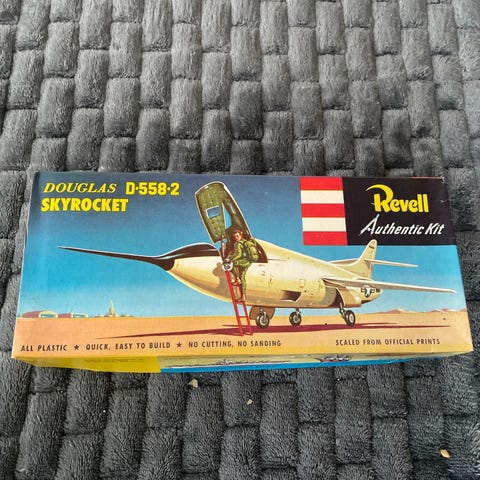 DOUGLAS D-558-2
SKYROCKET
Revell
Authentic Kit
ALL PLASTIC ★ QUICK, EASY TO BUILD ★ NO CUTTING, NO SANDING
SCALED FROM OFFICIAL PRINTS